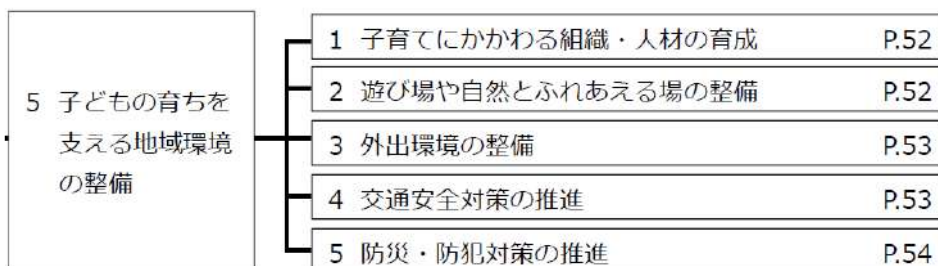 5 子どもの育ちを
支える地域環境
の整備
1 子育てにかかわる組織・人材の育成 P.52
2 遊び場や自然とふれあえる場の整備 P.52
3 外出環境の整備 P.53
4 交通安全対策の推進 P.53
5 防災・防犯対策の推進 P.54